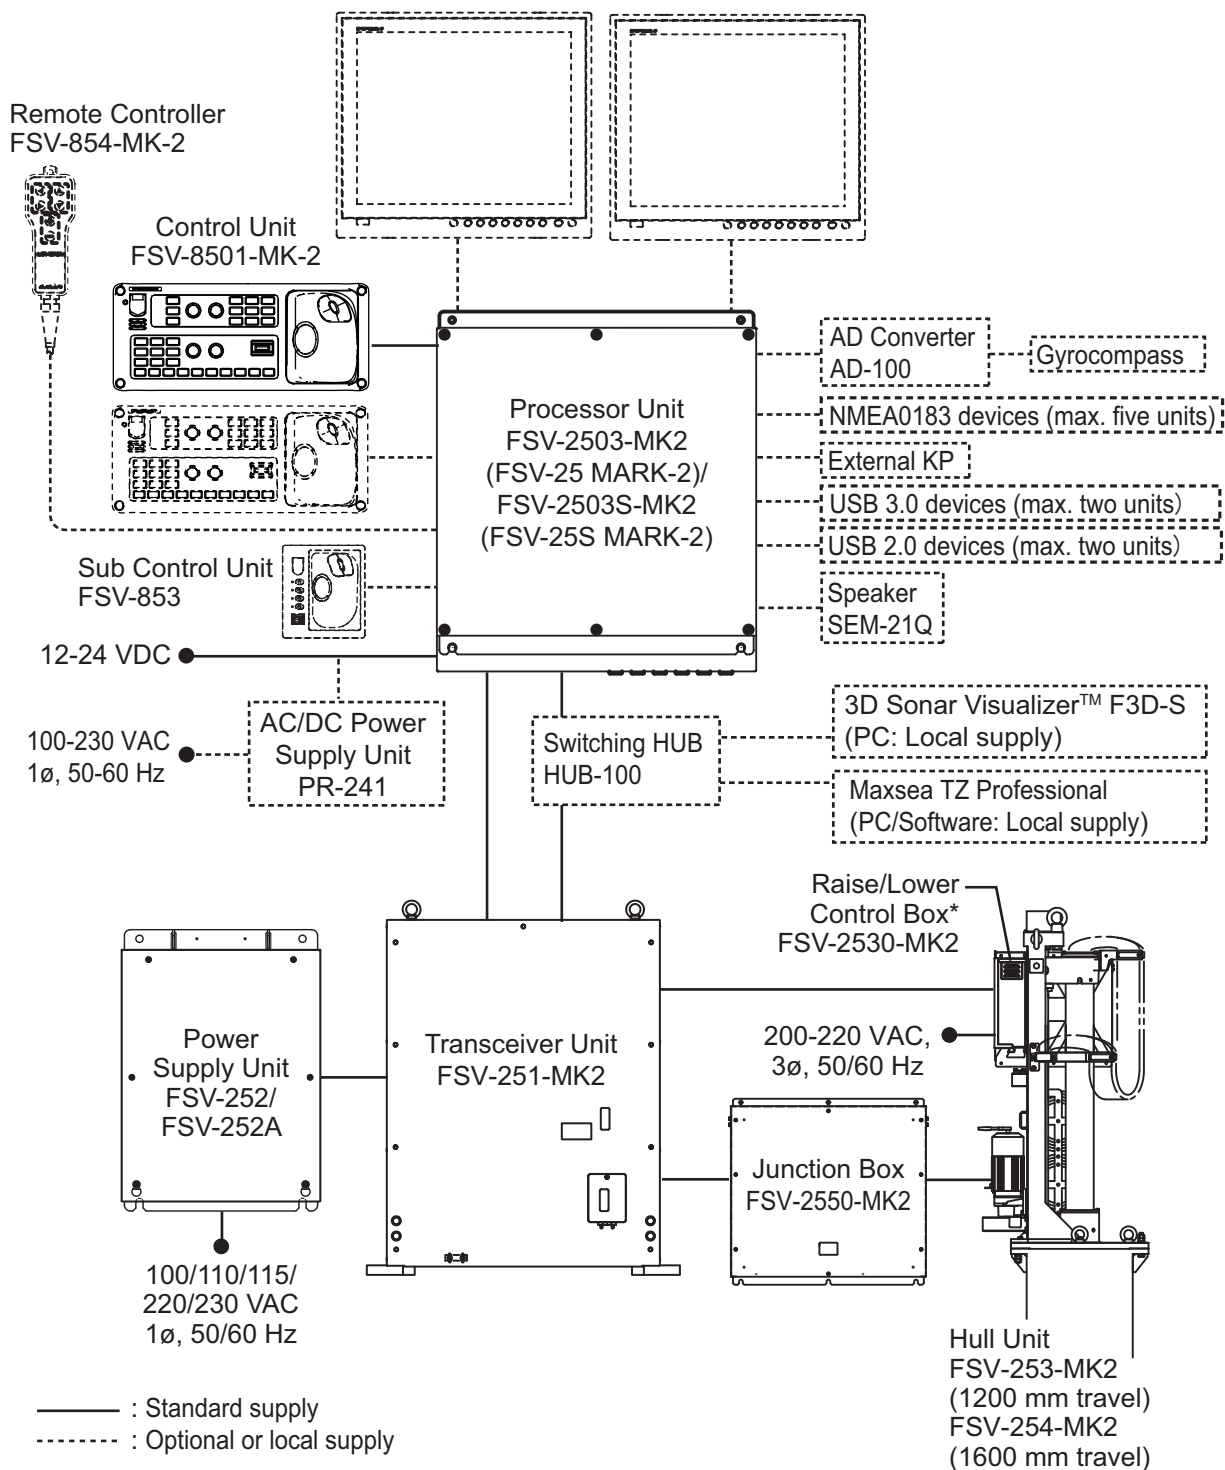 Remote Controller
FSV-854-MK-2
Control Unit
FSV-8501-MK-2
Processor Unit
FSV-2503-MK2
(FSV-25 MARK-2)/
FSV-2503S-MK2
(FSV-25S MARK-2)
AD Converter
AD-100
Gyrocompass
NMEA0183 devices (max. five units)
External KP
USB 3.0 devices (max. two units)
USB 2.0 devices (max. two units)
Speaker
SEM-21Q
Sub Control Unit
FSV-853
12-24 VDC
100-230 VAC
1ø, 50-60 Hz
AC/DC Power
Supply Unit
PR-241
Switching HUB
HUB-100
3D Sonar Visualizer™ F3D-S
(PC: Local supply)
Maxsea TZ Professional
(PC/Software: Local supply)
Raise/Lower
Control Box*
FSV-2530-MK2
Power
Supply Unit
FSV-252/
FSV-252A
Transceiver Unit
FSV-251-MK2
200-220 VAC,
3ø, 50/60 Hz
Junction Box
FSV-2550-MK2
100/110/115/
220/230 VAC
1ø, 50/60 Hz
Hull Unit
FSV-253-MK2
(1200 mm travel)
FSV-254-MK2
(1600 mm travel)
: Standard supply
: Optional or local supply